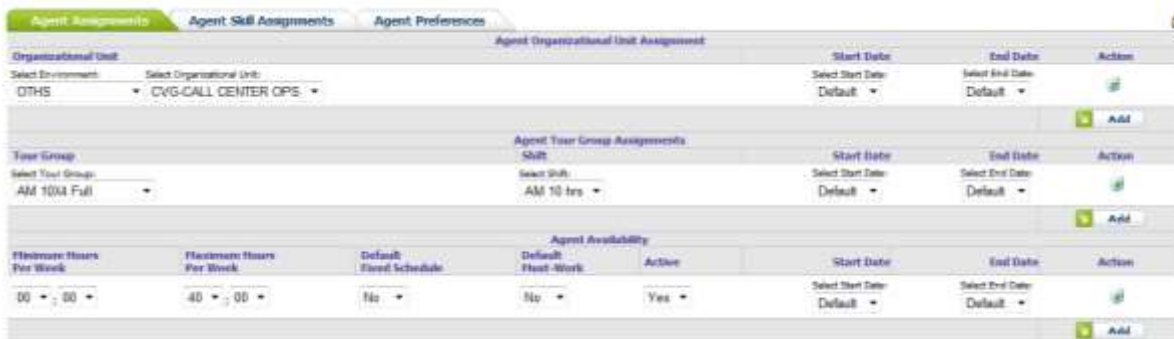 Agent Assignments Agent Skill Assignments Agent Preferences
Agent Organizational Unit Assignment
Organizational Unit Start Date End Date Action
Select Environment: Select Organizational Unit: Select Start Date: Select End Date:
OTHS CVG-CALL CENTER OPS Default Default
Add
Agent Tour Group Assignments
Tour Group Shift Start Date End Date Action
Select Tour Group: Select Shift: Select Start Date: Select End Date:
AM 10X4 Full AM 10 hrs Default Default
Add
Agent Availability
Minimum Hours Maximum Hours Default Default
Per Week Per Week Fixed Schedule Must-Work Active Start Date End Date Action
Select Start Date: Select End Date:
00 : 00 40 : 00 No No Yes Default Default
Add